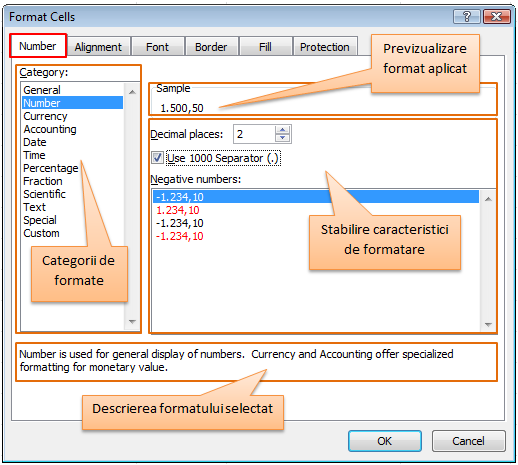 Format Cells
Number
Alignment
Font
Border
Fill
Protection
Previzualizare
format aplicat
Category:
General
Number
Currency
Accounting
Date
Time
Percentage
Fraction
Scientific
Text
Special
Custom
Categorii de
formate
Sample
1.500,50
Decimal places: 2
Use 1000 Separator (.)
Negative numbers:
-1.234,10
1.234,10
-1.234,10
-1.234,10
Stabilire caracteristici
de formatare
Number is used for general display of numbers. Currency and Accounting offer specialized
formatting for monetary value.
Descrierea formatului selectat
OK
Cancel